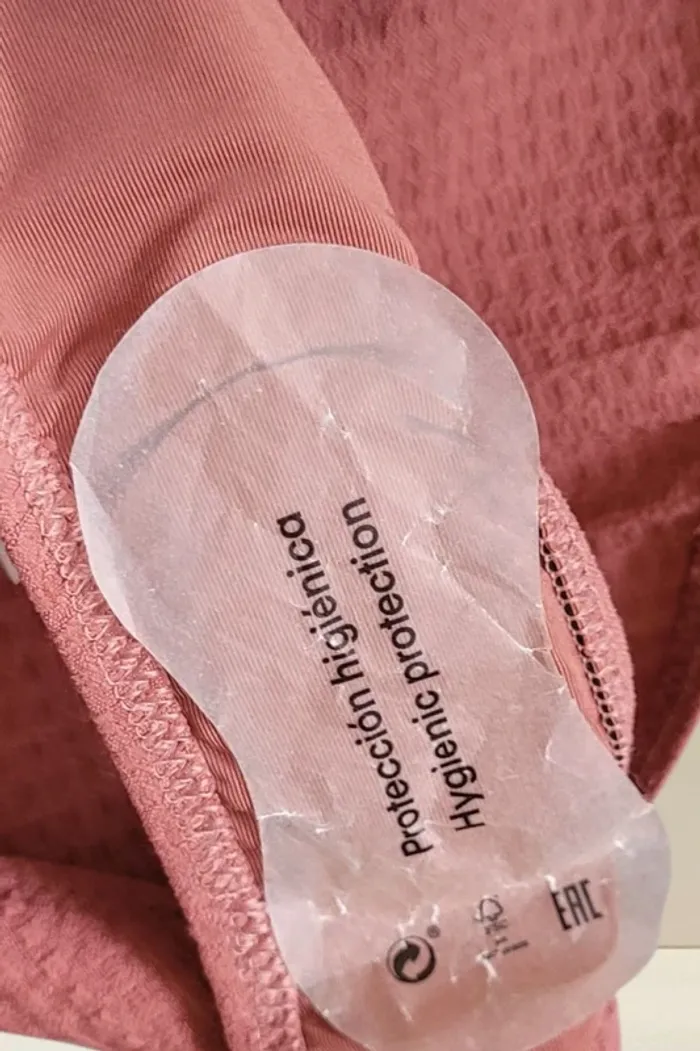 Protección higiénica
Hygienic protection
EAC